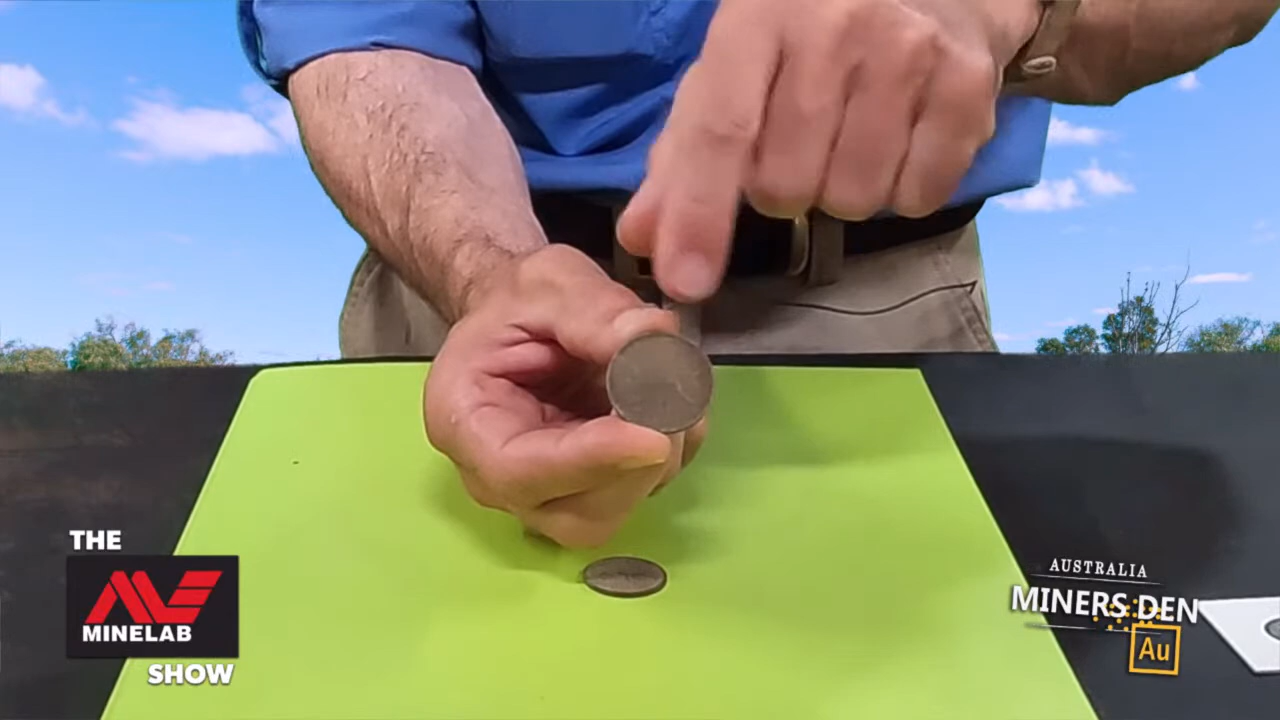 THE
MINELAB
SHOW
AUSTRALIA
MINERS DEN
Au